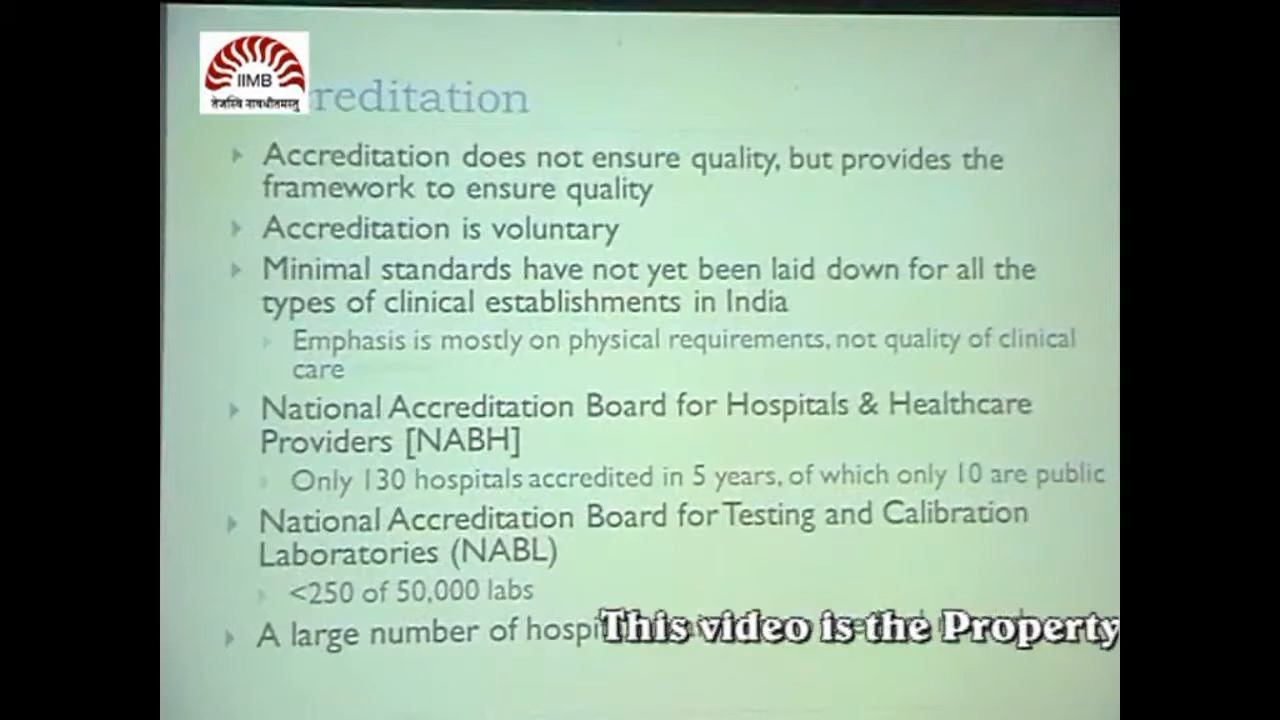 IIMB
तेजस्वि नावधीतमस्तु
reditation
Accreditation does not ensure quality, but provides the
framework to ensure quality
Accreditation is voluntary
Minimal standards have not yet been laid down for all the
types of clinical establishments in India
Emphasis is mostly on physical requirements, not quality of clinical
care
National Accreditation Board for Hospitals & Healthcare
Providers [NABH]
Only 130 hospitals accredited in 5 years, of which only 10 are public
National Accreditation Board for Testing and Calibration
Laboratories (NABL)
<250 of 50,000 labs
A large number of
This video is the Property